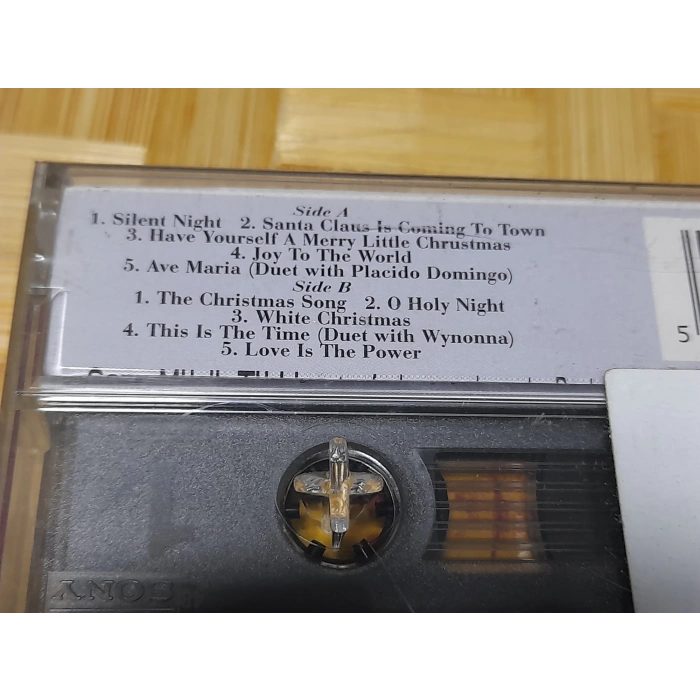 Side A
1. Silent Night 2. Santa Claus Is Coming To Town
3. Have Yourself A Merry Little Chrustmas
4. Joy To The World
5. Ave Maria (Duet with Placido Domingo)
Side B
1. The Christmas Song 2. O Holy Night
3. White Christmas
4. This Is The Time (Duet with Wynonna)
5. Love Is The Power
5
SONY